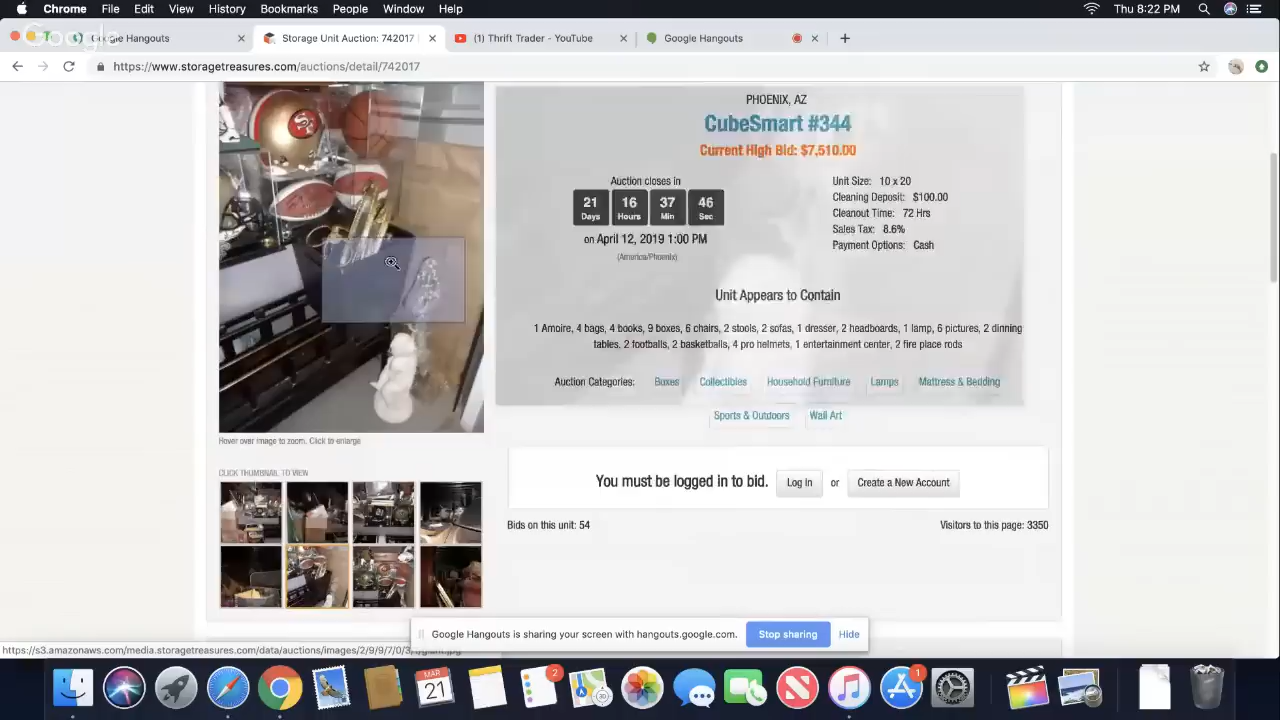 Chrome File Edit View History Bookmarks People Window Help Thu 8:22 PM
Google
Google Hangouts Storage Unit Auction: 742017 (1) Thrift Trader - YouTube Google Hangouts
https://www.storagetreasures.com/auctions/detail/742017
PHOENIX, AZ
CubeSmart #344
Current High Bid: $7,510.00
Auction closes in
21 16 37 46
Days Hours Min Sec
on April 12, 2019 1:00 PM
(America/Phoenix)
Unit Size: 10 x 20
Cleaning Deposit: $100.00
Cleanout Time: 72 Hrs
Sales Tax: 8.6%
Payment Options: Cash
Unit Appears to Contain
1 Amoire, 4 bags, 4 books, 9 boxes, 6 chairs, 2 stools, 2 sofas, 1 dresser, 2 headboards, 1 lamp, 6 pictures, 2 dinning
tables. 2 footballs, 2 basketballs, 4 pro helmets, 1 entertainment center, 2 fire place rods
Auction Categories: Boxes Collectibles Household Furniture Lamps Mattress & Bedding
Sports & Outdoors Wall Art
Hover over image to zoom. Click to enlarge
CLICK THUMBNAIL TO VIEW
You must be logged in to bid. Log in or Create a New Account
Bids on this unit: 54 Visitors to this page: 3350
Google Hangouts is sharing your screen with hangouts.google.com. Stop sharing Hide
MAR
21
2
1
SF